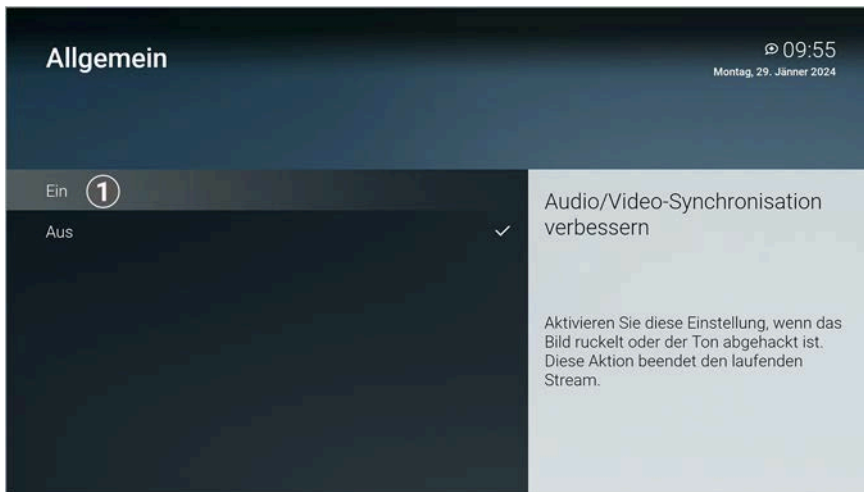 Allgemein
09:55
Montag, 29. Jänner 2024
Ein 1
Aus
Audio/Video-Synchronisation
verbessern
Aktivieren Sie diese Einstellung, wenn das
Bild ruckelt oder der Ton abgehackt ist.
Diese Aktion beendet den laufenden
Stream.